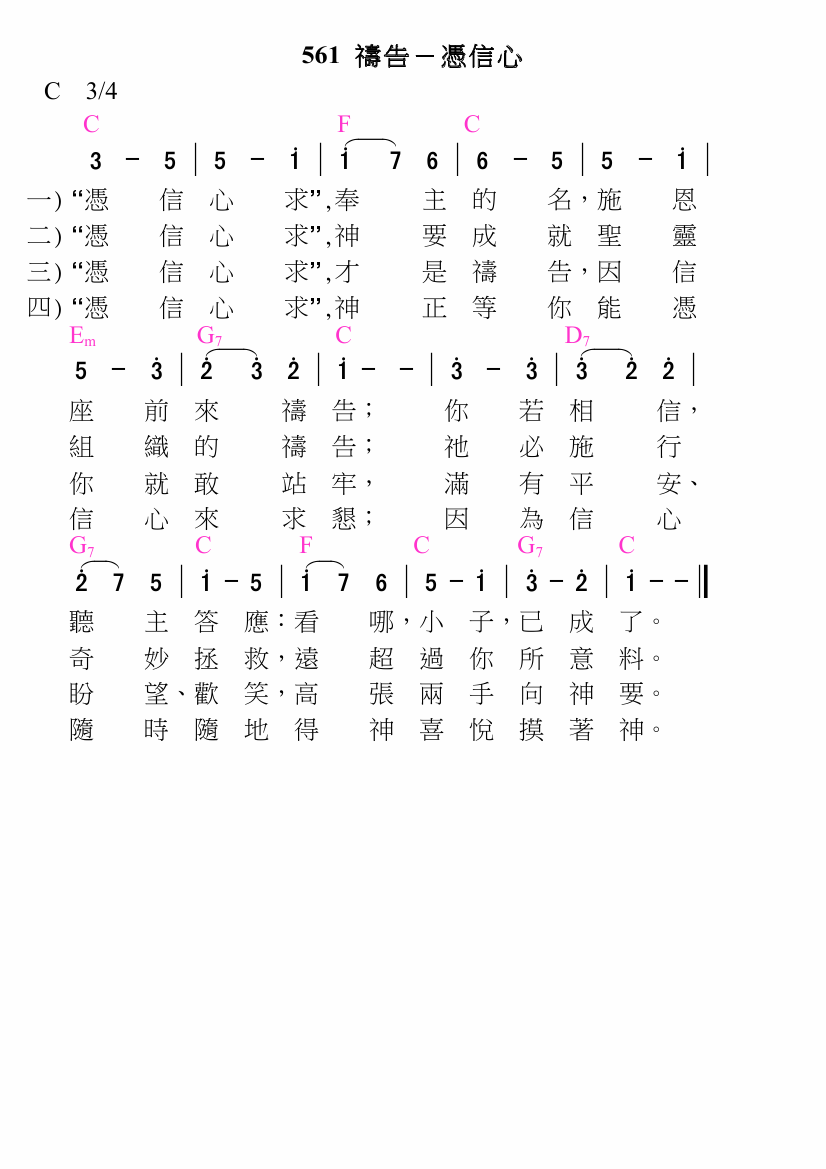 561 禱告－憑信心
C 3/4
C F C
3 - 5 | 5 - i | i 7 6 | 6 - 5 | 5 - i |
一) “憑 信 心 求”,奉 主 的 名，施 恩
二) “憑 信 心 求”,神 要 成 就 聖 靈
三) “憑 信 心 求”,才 是 禱 告，因 信
四) “憑 信 心 求”,神 正 等 你 能 憑
Em G7 C D7
5 - 3̇ | 2̇ 3̇ 2̇ | i - - | 3̇ - 3̇ | 3̇ 2̇ 2̇ |
座 前 來 禱 告； 你 若 相 信，
組 織 的 禱 告； 祂 必 施 行
你 就 敢 站 牢， 滿 有 平 安、
信 心 來 求 懇； 因 為 信 心
G7 C F C G7 C
2̇ 7 5 | i - 5 | i 7 6 | 5 - i | 3̇ - 2̇ | i - - ‖
聽 主 答 應：看 哪，小 子，已 成 了。
奇 妙 拯 救，遠 超 過 你 所 意 料。
盼 望、歡 笑，高 張 兩 手 向 神 要。
隨 時 隨 地 得 神 喜 悅 摸 著 神。